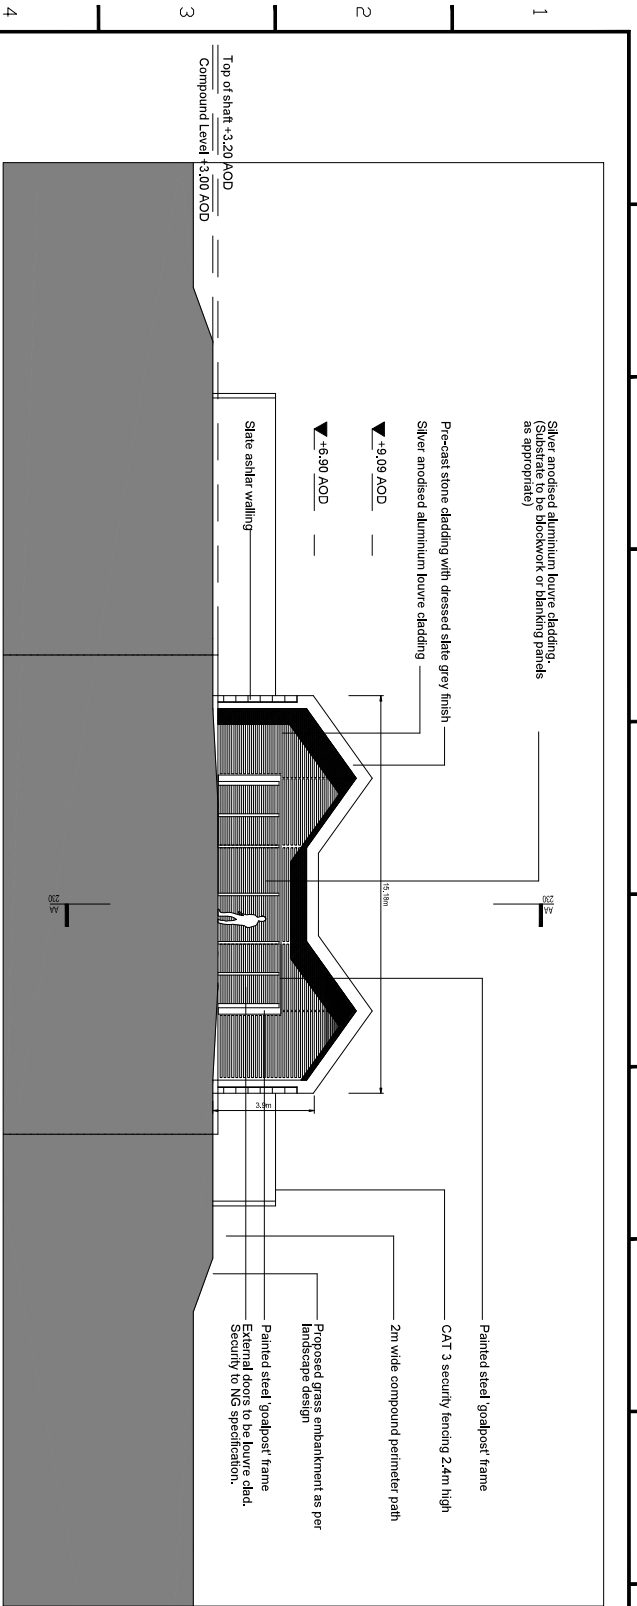 1
2
3
4
Top of shaft +3.20 AOD
Compound Level +3.00 AOD
Silver anodised aluminium louvre cladding.
(Substrate to be blockwork or blanking panels
as appropriate)
Pre-cast stone cladding with dressed slate grey finish
Silver anodised aluminium louvre cladding
+9.09 AOD
+6.90 AOD
Slate ashlar walling
15.18m
3.9m
AA
230
AA
230
Painted steel 'goalpost' frame
CAT 3 security fencing 2.4m high
2m wide compound perimeter path
Proposed grass embankment as per
landscape design
Painted steel 'goalpost' frame
External doors to be louvre clad.
Security to NG specification.